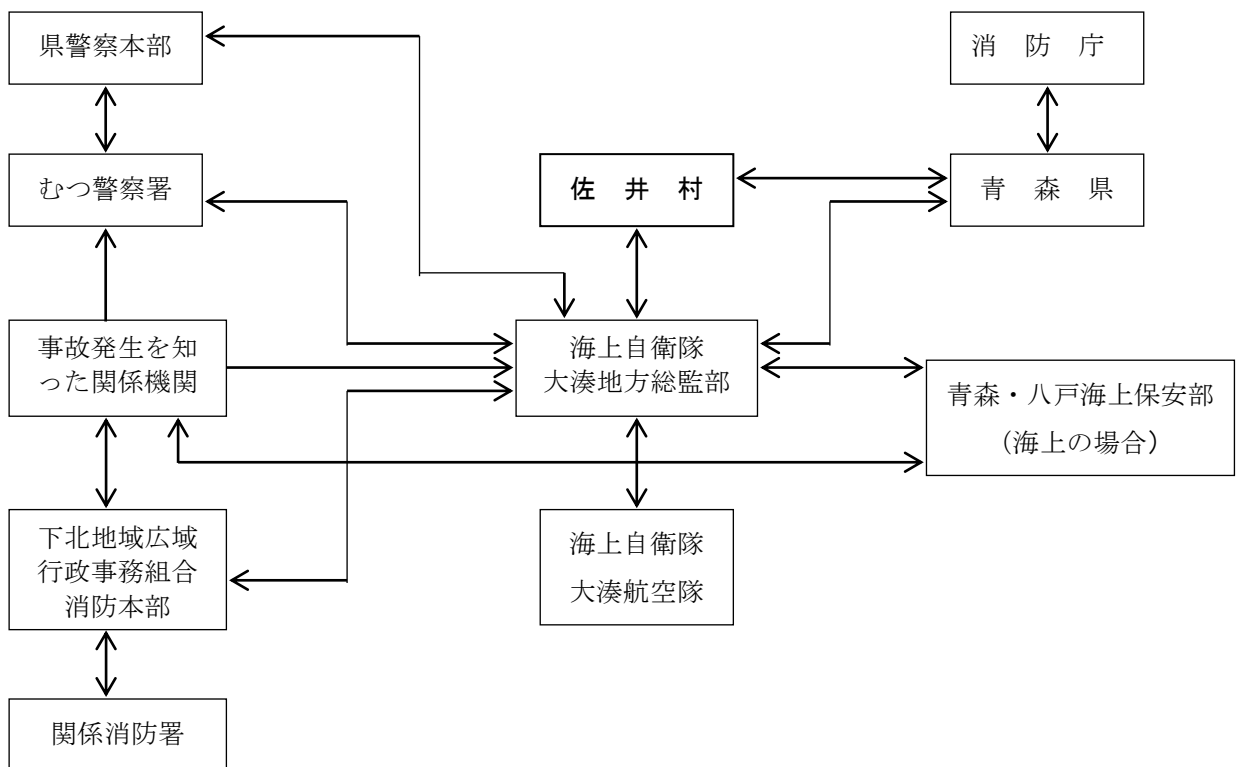 県警察本部
消 防 庁
むつ警察署
佐 井 村
青 森 県
事故発生を知
った関係機関
海上自衛隊
大湊地方総監部
青森・八戸海上保安部
(海上の場合)
下北地域広域
行政事務組合
消防本部
海上自衛隊
大湊航空隊
関係消防署